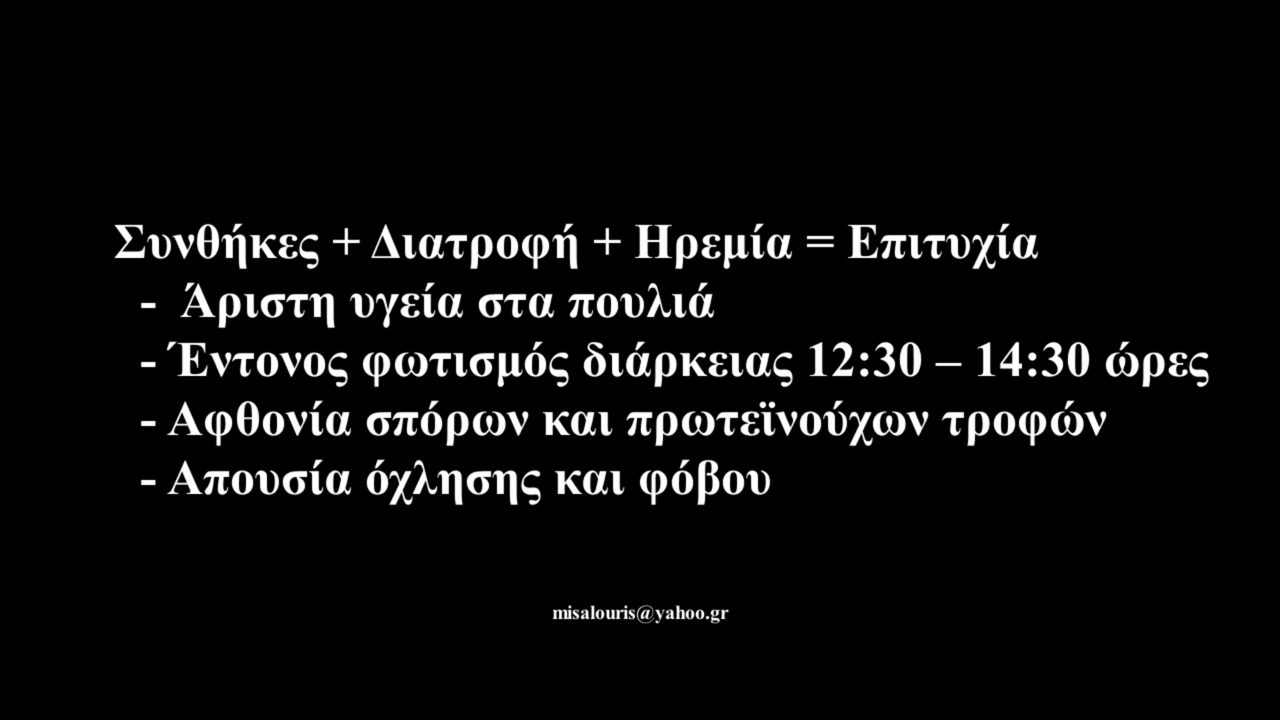 Συνθήκες + Διατροφή + Ηρεμία = Επιτυχία
- Άριστη υγεία στα πουλιά
- Έντονος φωτισμός διάρκειας 12:30 – 14:30 ώρες
- Αφθονία σπόρων και πρωτεϊνούχων τροφών
- Απουσία όχλησης και φόβου
misalouris@yahoo.gr